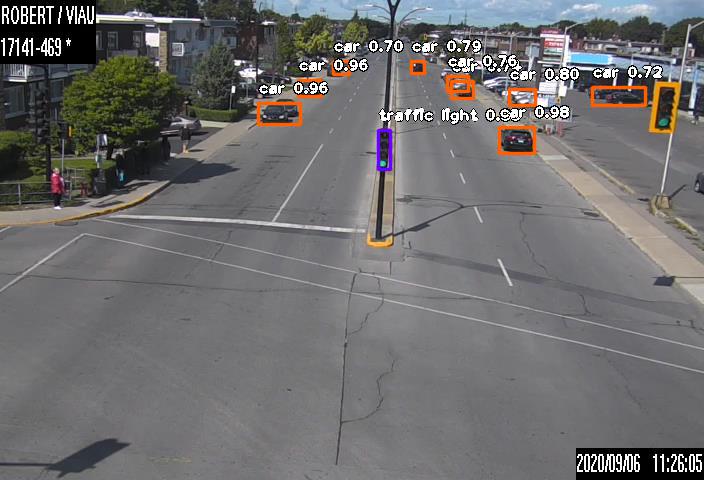 ROBERT / VIAU
17141-469 *
car 0.70
car 0.79
car 0.96
car 0.76
car 0.80
car 0.72
car 0.96
traffic light 0.
car 0.98
2020/09/06 11:26:05